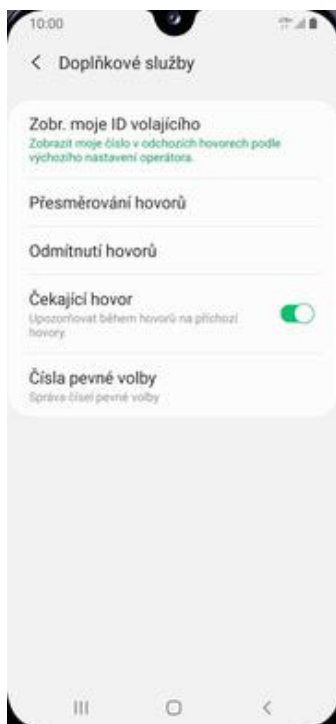 10:00
Doplňkové služby
Zobr. moje ID volajícího
Zobrazit moje číslo v odchozích hovorech podle
výchozího nastavení operátora.
Přesměrování hovorů
Odmítnutí hovorů
Čekající hovor
Upozorňovat během hovorů na příchozí
hovory.
Čísla pevné volby
Správa čísel pevné volby